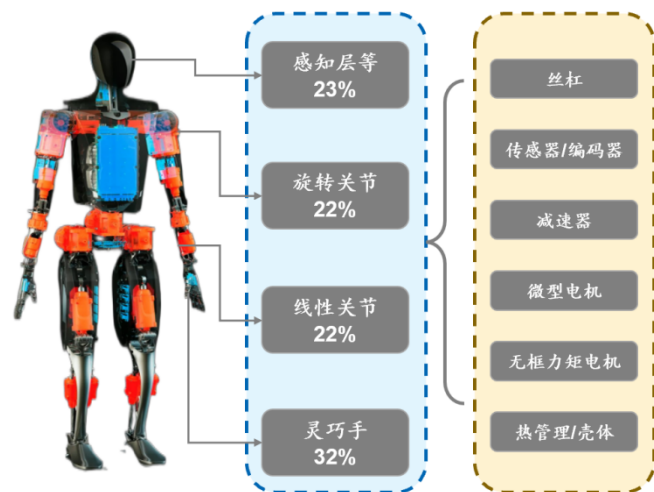 感知层等
23%
旋转关节
22%
线性关节
22%
灵巧手
32%
丝杠
传感器/编码器
减速器
微型电机
无框力矩电机
热管理/壳体